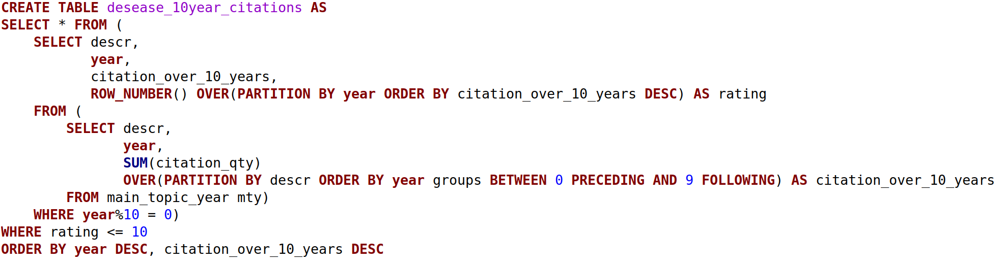 CREATE TABLE desease_10year_citations AS
SELECT * FROM (
    SELECT descr,
           year,
           citation_over_10_years,
           ROW_NUMBER() OVER(PARTITION BY year ORDER BY citation_over_10_years DESC) AS rating
    FROM (
        SELECT descr,
               year,
               SUM(citation_qty)
               OVER(PARTITION BY descr ORDER BY year groups BETWEEN 0 PRECEDING AND 9 FOLLOWING) AS citation_over_10_years
        FROM main_topic_year mty)
    WHERE year%10 = 0)
WHERE rating <= 10
ORDER BY year DESC, citation_over_10_years DESC